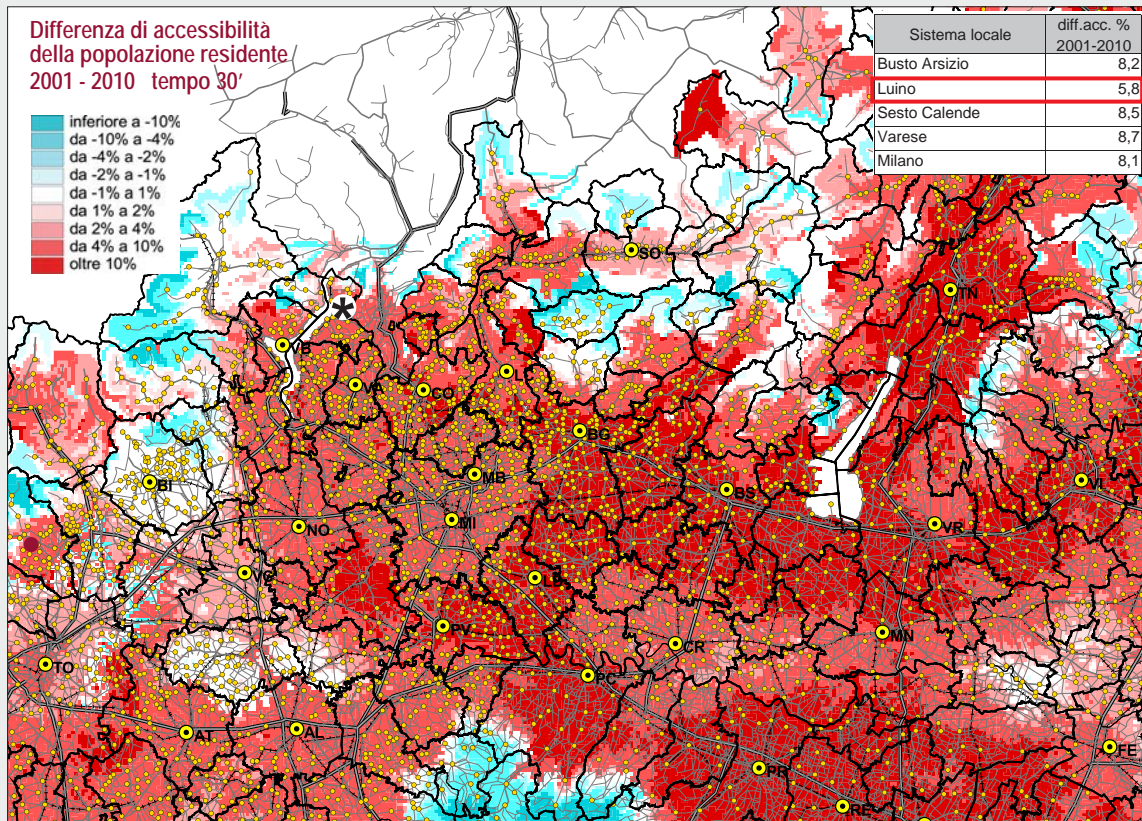 Differenza di accessibilità
della popolazione residente
2001 - 2010 tempo 30'
inferiore a -10%
da -10% a -4%
da -4% a -2%
da -2% a -1%
da -1% a 1%
da 1% a 2%
da 2% a 4%
da 4% a 10%
oltre 10%
Sistema locale diff.acc. % 2001-2010
Busto Arsizio 8,2
Luino 5,8
Sesto Calende 8,5
Varese 8,7
Milano 8,1
SO
TN
VB
VA
CO
BG
MB
BI
BS
VI
MI
NO
VR
VC
PV
MN
CR
TO
AT
AL
FE
PR
RE